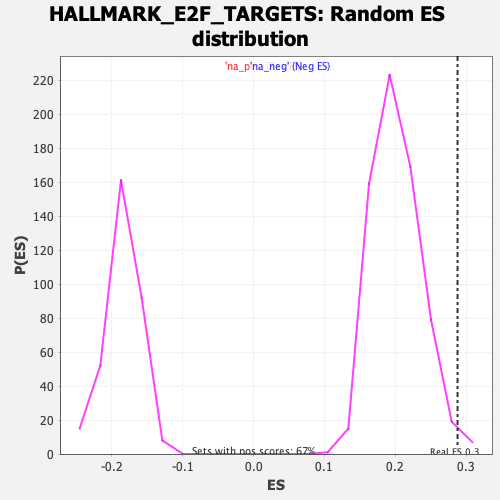 HALLMARK_E2F_TARGETS: Random ES
distribution
'na_p'na_neg' (Neg ES)
P(ES)
220
200
180
160
140
120
100
80
60
40
20
0
Sets with pos scores: 67%
Real ES 0.3
-0.2
-0.1
0.0
0.1
0.2
0.3
ES